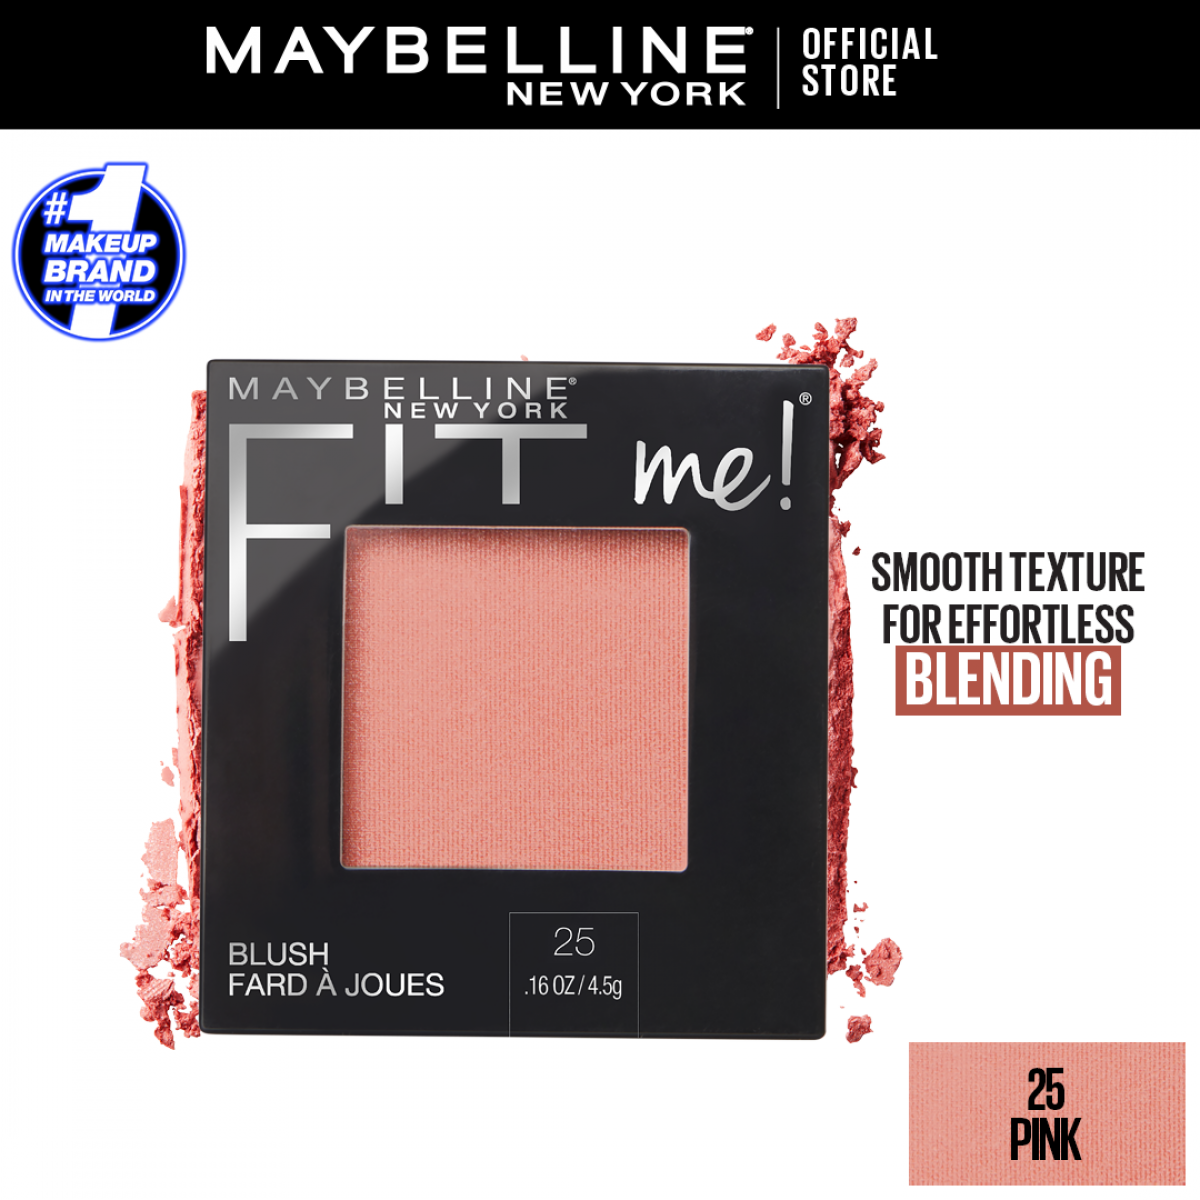 MAYBELLINE®
NEW YORK
OFFICIAL
STORE
#1
MAKEUP
BRAND
IN THE WORLD
MAYBELLINE®
NEW YORK
FIT me!®
SMOOTH TEXTURE
FOR EFFORTLESS
BLENDING
BLUSH
FARD À JOUES
25
.16 OZ / 4.5g
25
PINK